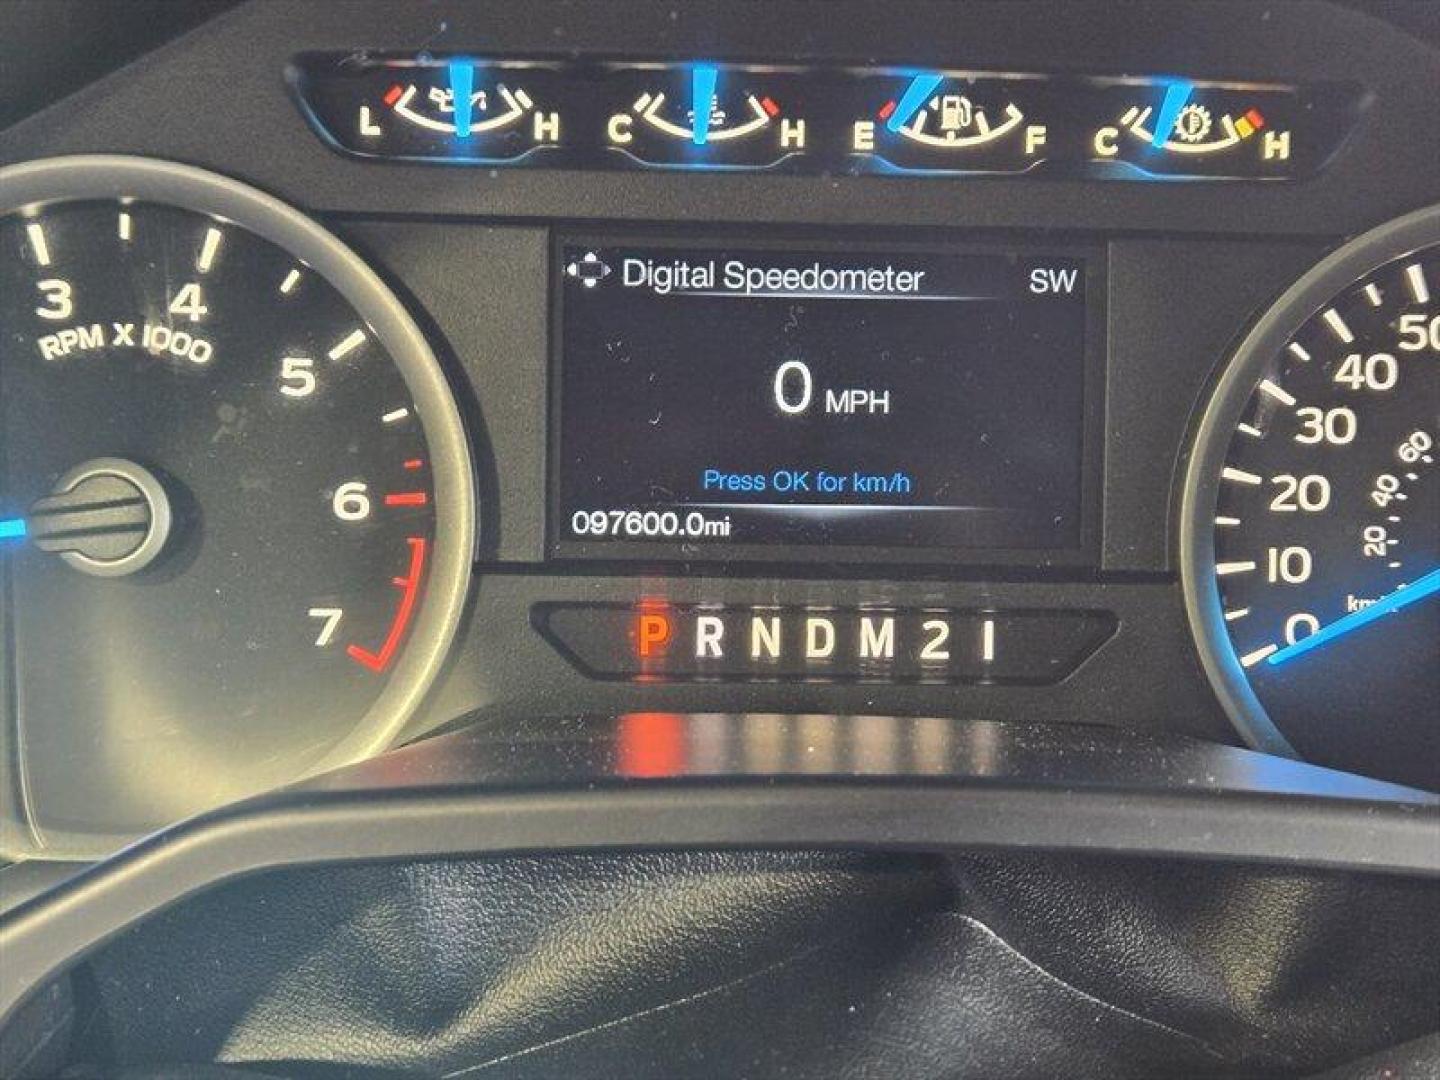 L H C H E F C H
3 4 5 6 7
RPM X 1000
Digital Speedometer SW
0 MPH
Press OK for km/h
097600.0mi
P R N D M 2 1
0 10 20 30 40 50
20 40 60